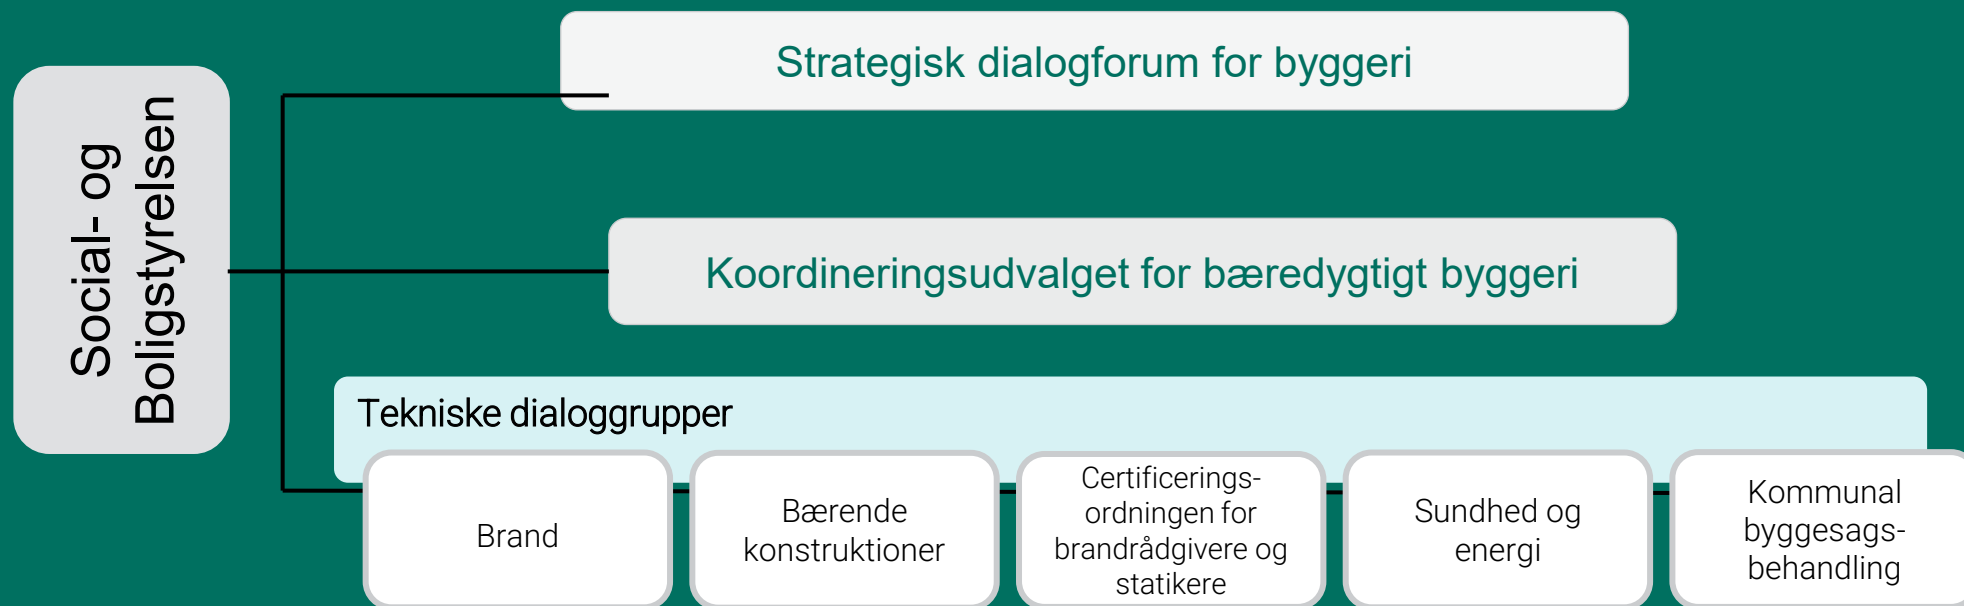 Social- og
Boligstyrelsen
Strategisk dialogforum for byggeri
Koordineringsudvalget for bæredygtigt byggeri
Tekniske dialoggrupper
Brand
Bærende
konstruktioner
Certificerings-
ordningen for
brandrådgivere og
statikere
Sundhed og
energi
Kommunal
byggesags-
behandling